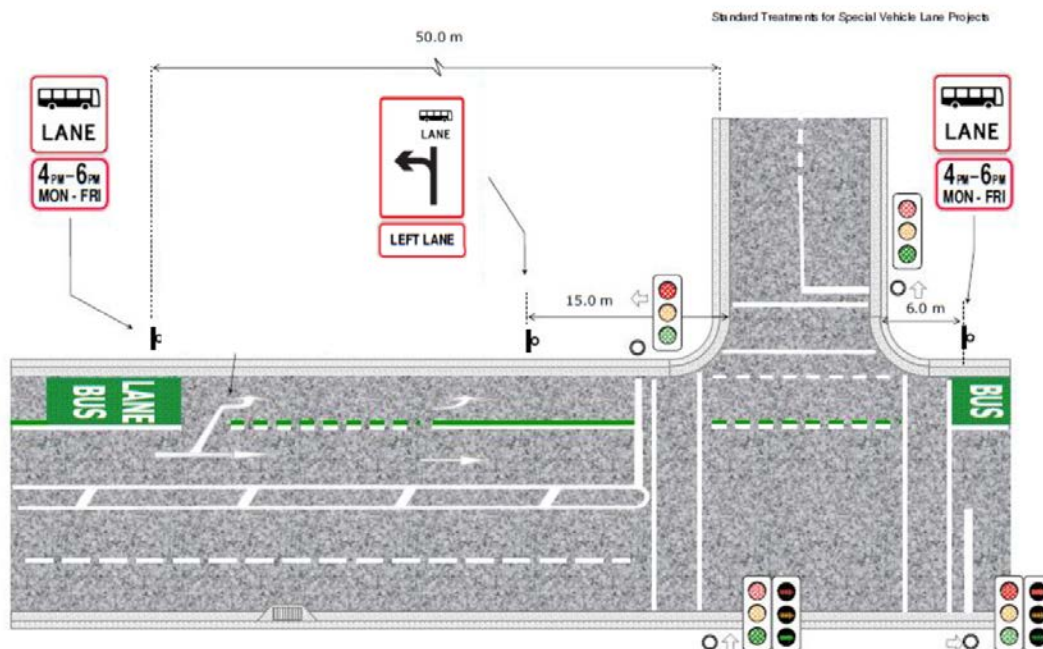 Standard Treatments for Special Vehicle Lane Projects
50.0 m
LANE
4PM-6PM
MON - FRI
LANE
LEFT LANE
LANE
4PM-6PM
MON - FRI
15.0 m
6.0 m
LANE
BUS
BUS